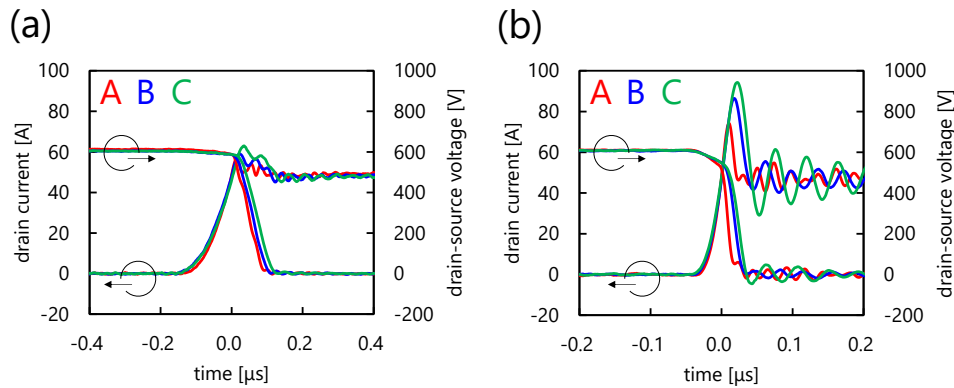 (a)
A B C
drain current [A]
100
80
60
40
20
0
-20
1000
800
600
400
200
0
-200
drain-source voltage [V]
-0.4 -0.2 0.0 0.2 0.4
time [μs]
(b)
A B C
drain current [A]
100
80
60
40
20
0
-20
1000
800
600
400
200
0
-200
drain-source voltage [V]
-0.2 -0.1 0.0 0.1 0.2
time [μs]